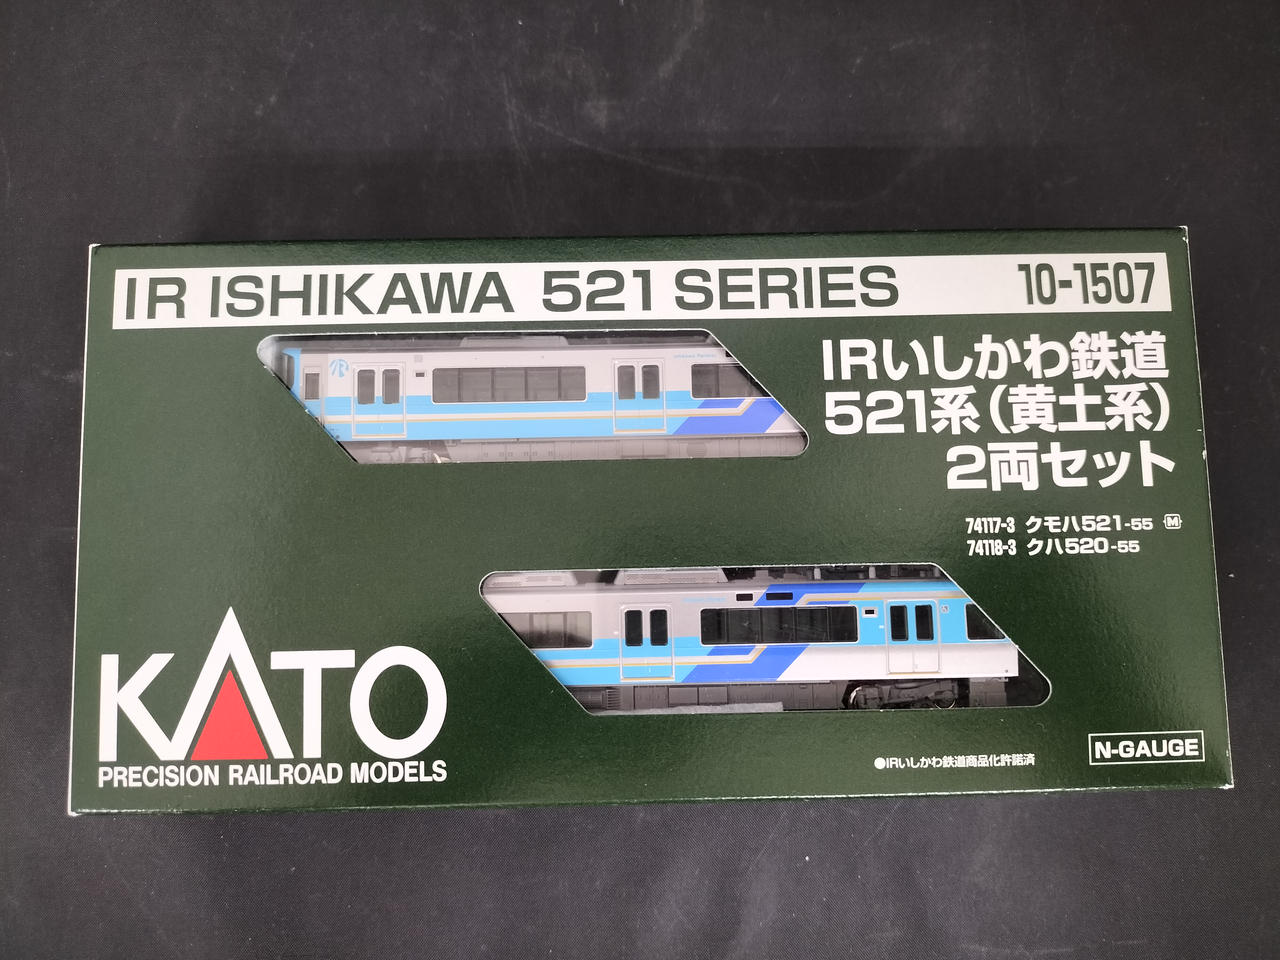 IR ISHIKAWA 521 SERIES 10-1507
IRいしかわ鉄道
521系(黄土系)
2両セット
74117-3 クモハ521-55 M
74118-3 クハ520-55
IR
KATO
PRECISION RAILROAD MODELS
●IRいしかわ鉄道商品化許諾済
N-GAUGE